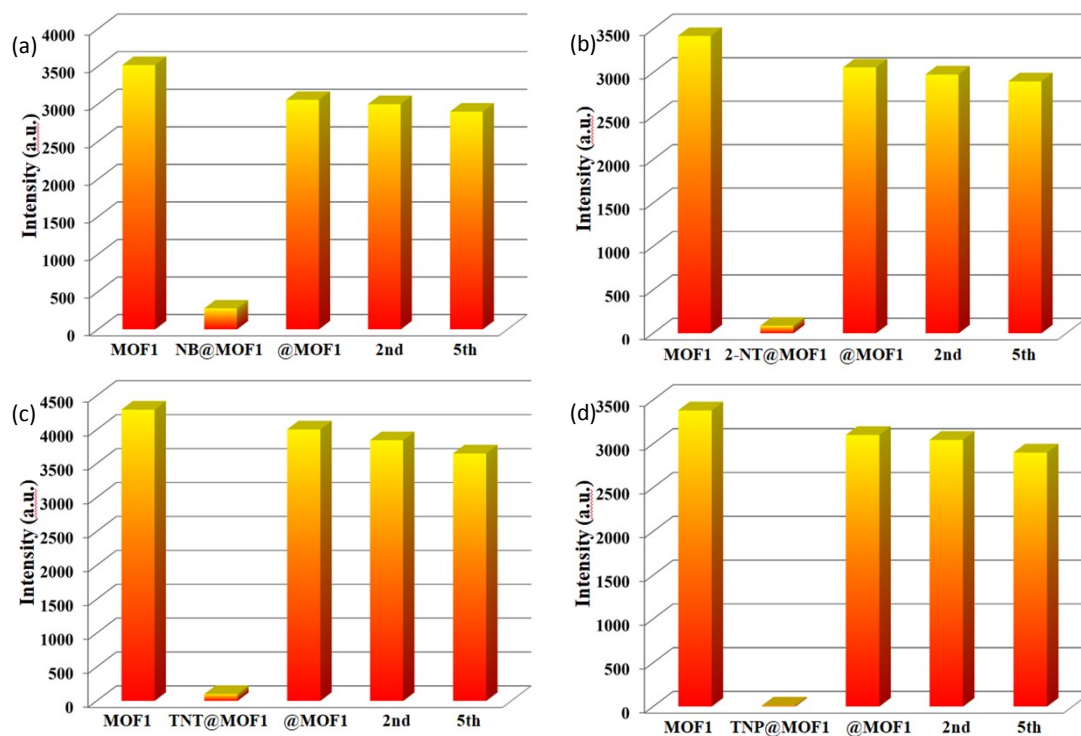 (a)
Intensity (a.u.)
4000
3500
3000
2500
2000
1500
1000
500
0
MOF1 NB@MOF1 @MOF1 2nd 5th
(b)
Intensity (a.u.)
3500
3000
2500
2000
1500
1000
500
0
MOF1 2-NT@MOF1 @MOF1 2nd 5th
(c)
Intensity (a.u.)
4500
4000
3500
3000
2500
2000
1500
1000
500
0
MOF1 TNT@MOF1 @MOF1 2nd 5th
(d)
Intensity (a.u.)
3500
3000
2500
2000
1500
1000
500
0
MOF1 TNP@MOF1 @MOF1 2nd 5th